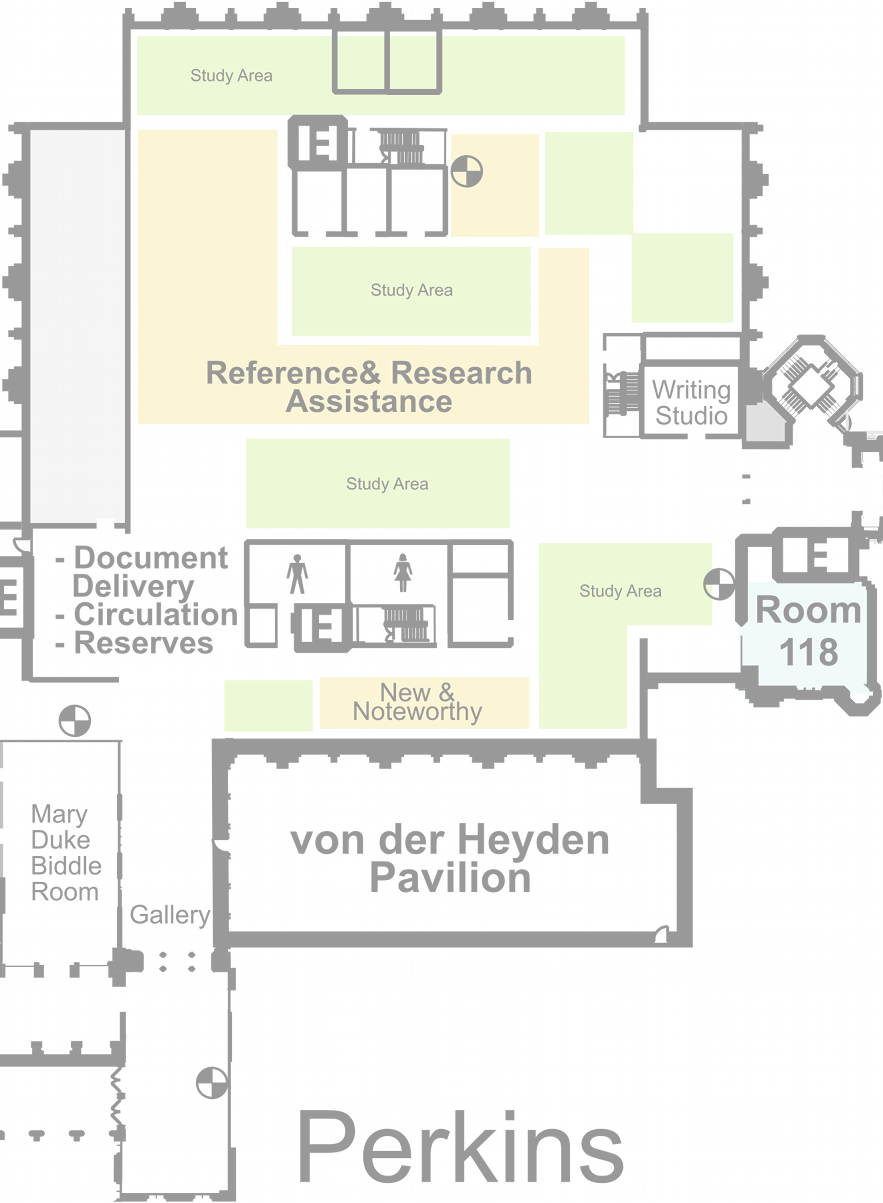 Study Area
E
Study Area
Reference& Research
Assistance
Writing
Studio
Study Area
- Document
Delivery
- Circulation
- Reserves
E
E
Study Area
E
Room
118
New &
Noteworthy
Mary
Duke
Biddle
Room
von der Heyden
Pavilion
Gallery
Perkins